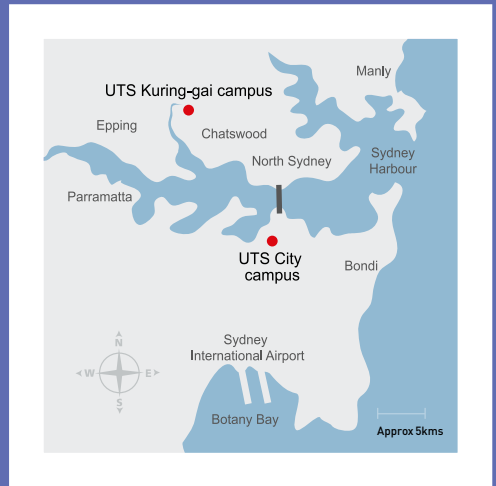 Manly
UTS Kuring-gai campus
Epping
Chatswood
North Sydney
Sydney
Harbour
Parramatta
UTS City
campus
Bondi
Sydney
International Airport
N
W E
S
Botany Bay
Approx 5kms